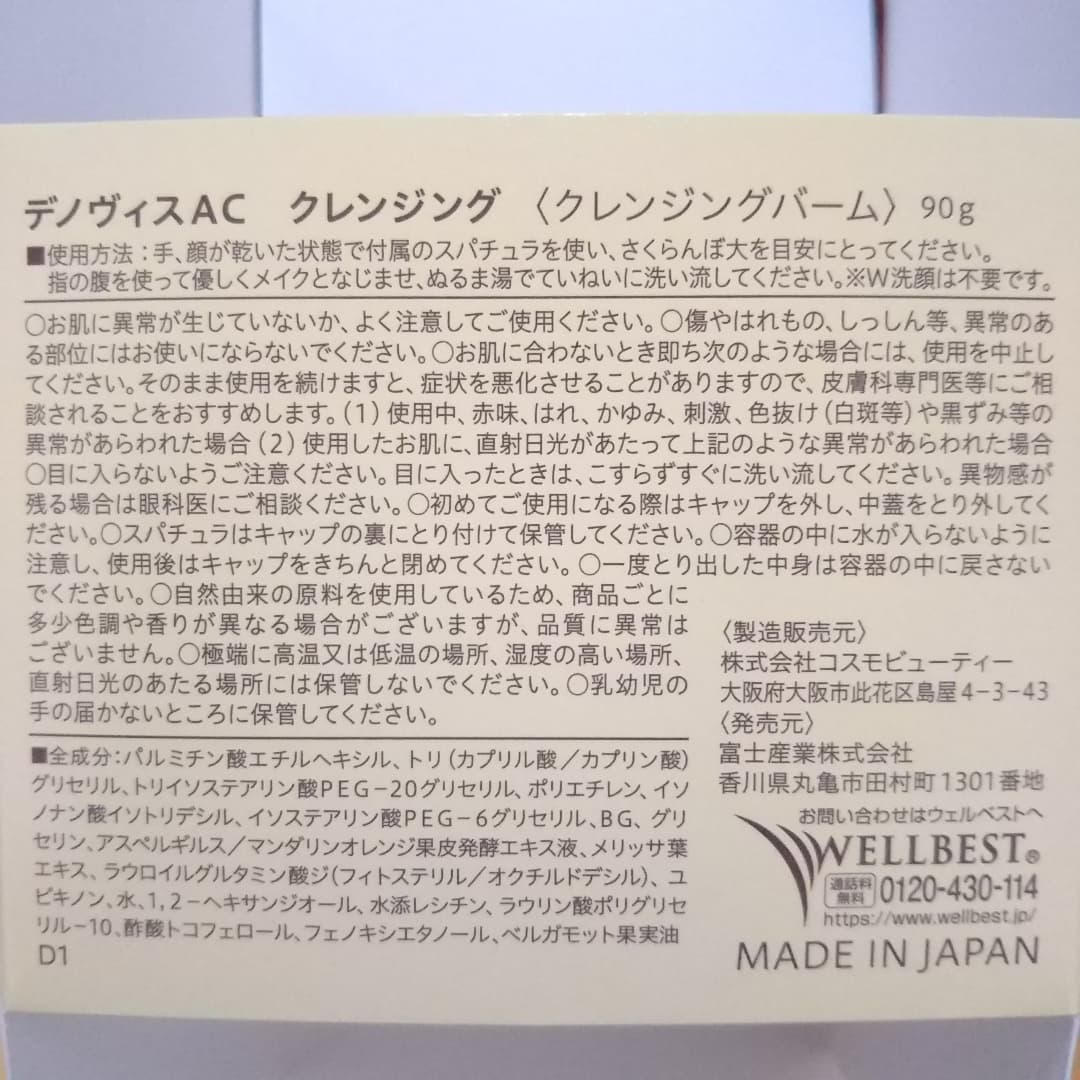 デノヴィスAC　クレンジング　〈クレンジングバーム〉 90g
■使用方法：手、顔が乾いた状態で付属のスパチュラを使い、さくらんぼ大を目安にとってください。
指の腹を使って優しくメイクとなじませ、ぬるま湯でていねいに洗い流してください。※W洗顔は不要です。
○お肌に異常が生じていないか、よく注意してご使用ください。○傷やはれもの、しっしん等、異常のあ
る部位にはお使いにならないでください。○お肌に合わないとき即ち次のような場合には、使用を中止し
てください。そのまま使用を続けますと、症状を悪化させることがありますので、皮膚科専門医等にご相
談されることをおすすめします。（1）使用中、赤味、はれ、かゆみ、刺激、色抜け（白斑等）や黒ずみ等の
異常があらわれた場合（2）使用したお肌に、直射日光があたって上記のような異常があらわれた場合
○目に入らないようご注意ください。目に入ったときは、こすらずすぐに洗い流してください。異物感が
残る場合は眼科医にご相談ください。○初めてご使用になる際はキャップを外し、中蓋をとり外してく
ださい。○スパチュラはキャップの裏にとり付けて保管してください。○容器の中に水が入らないように
注意し、使用後はキャップをきちんと閉めてください。○一度とり出した中身は容器の中に戻さない
でください。○自然由来の原料を使用しているため、商品ごとに
多少色調や香りが異なる場合がございますが、品質に異常は
ございません。○極端に高温又は低温の場所、湿度の高い場所、
直射日光のあたる場所には保管しないでください。○乳幼児の
手の届かないところに保管してください。
■全成分：パルミチン酸エチルヘキシル、トリ（カプリル酸／カプリン酸）
グリセリル、トリイソステアリン酸PEG-20グリセリル、ポリエチレン、イソ
ノナン酸イソトリデシル、イソステアリン酸PEG-6グリセリル、BG、グリ
セリン、アスペルギルス／マンダリンオレンジ果皮発酵エキス液、メリッサ葉
エキス、ラウロイルグルタミン酸ジ（フィトステリル／オクチルドデシル）、ユ
ビキノン、水、1,2-ヘキサンジオール、水添レシチン、ラウリン酸ポリグリセ
リル-10、酢酸トコフェロール、フェノキシエタノール、ベルガモット果実油
D1
〈製造販売元〉
株式会社コスモビューティー
大阪府大阪市此花区島屋4-3-43
〈発売元〉
富士産業株式会社
香川県丸亀市田村町1301番地
お問い合わせはウェルベストへ
WELLBEST®
通話料無料 0120-430-114
https://www.wellbest.jp/
MADE IN JAPAN